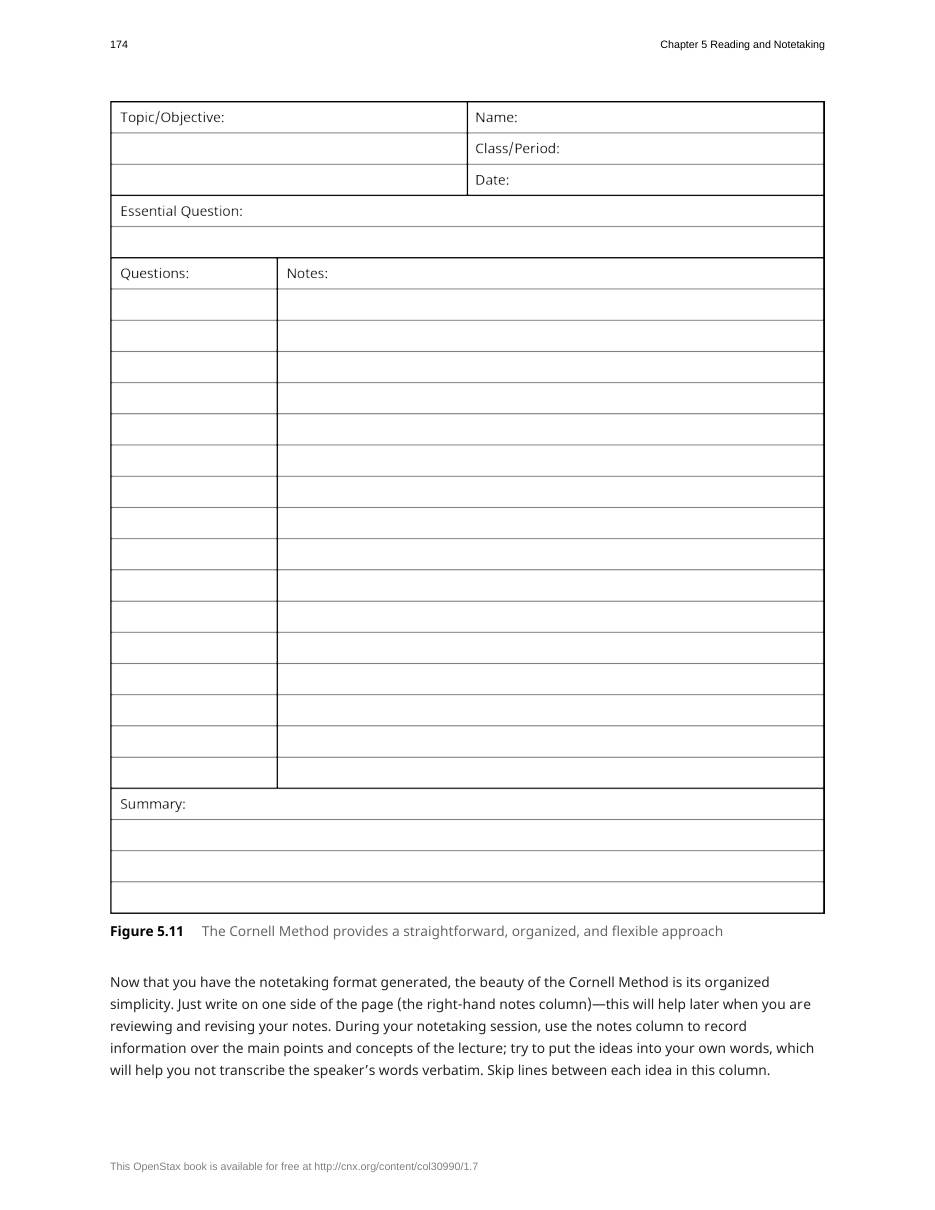 174
Chapter 5 Reading and Notetaking
Topic/Objective:
Name:
Class/Period:
Date:
Essential Question:
Questions:
Notes:
Summary:
Figure 5.11 The Cornell Method provides a straightforward, organized, and flexible approach
Now that you have the notetaking format generated, the beauty of the Cornell Method is its organized
simplicity. Just write on one side of the page (the right-hand notes column)—this will help later when you are
reviewing and revising your notes. During your notetaking session, use the notes column to record
information over the main points and concepts of the lecture; try to put the ideas into your own words, which
will help you not transcribe the speaker’s words verbatim. Skip lines between each idea in this column.
This OpenStax book is available for free at http://cnx.org/content/col30990/1.7